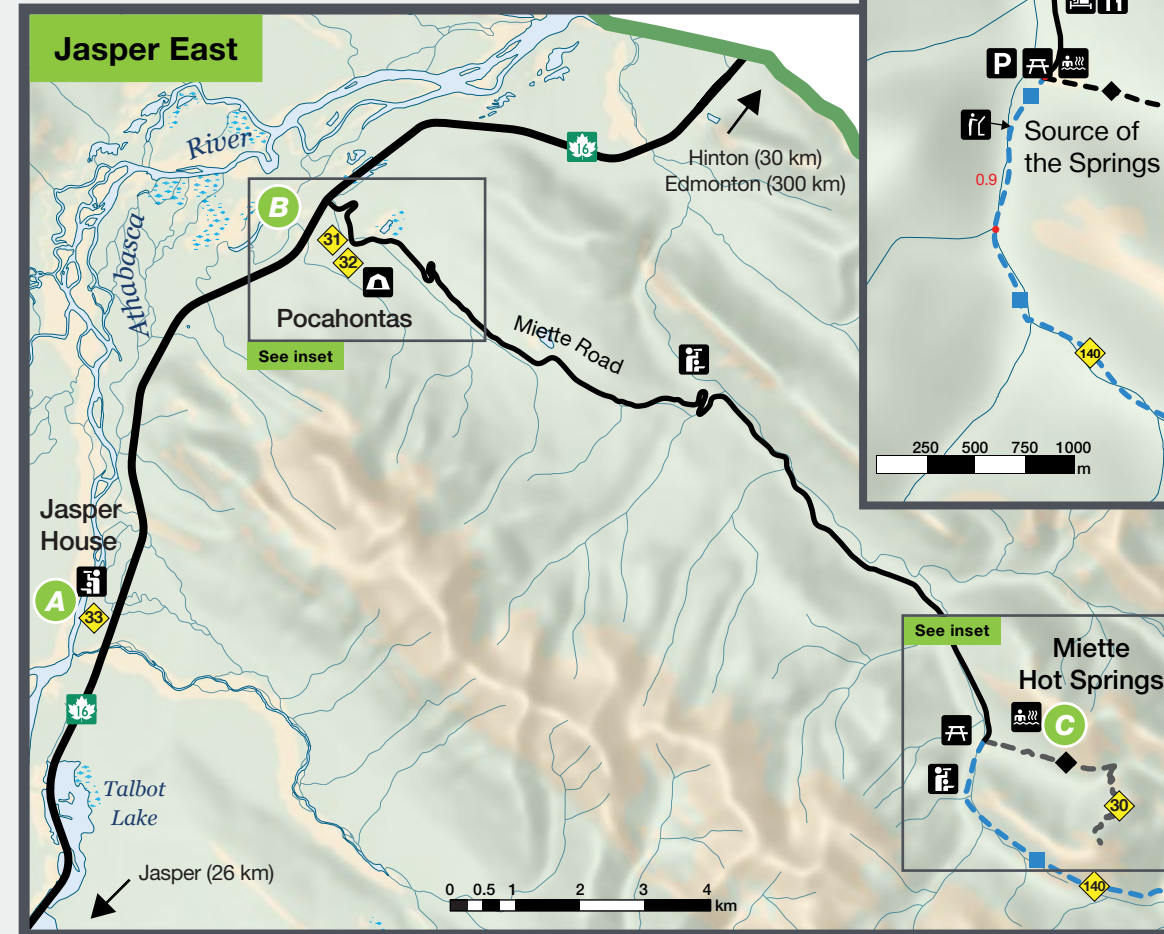 Jasper East
River
Athabasca
16
Hinton (30 km)
Edmonton (300 km)
B
31
32
Pocahontas
See inset
Miette Road
Jasper
House
A
33
16
Talbot
Lake
Jasper (26 km)
0 0.5 1 2 3 4
km
See inset
Miette
Hot Springs
C
30
140
P
Source of
the Springs
0.9
140
250 500 750 1000
m